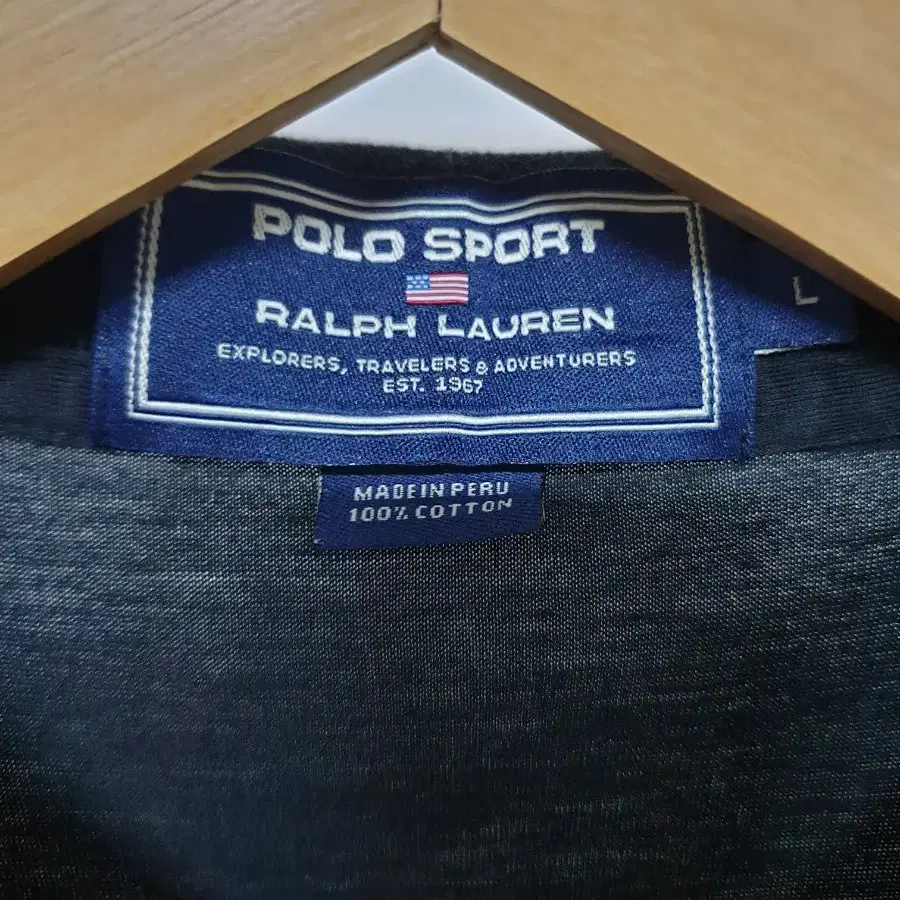 POLO SPORT
RALPH LAUREN
EXPLORERS, TRAVELERS & ADVENTURERS
EST. 1967
L
MADE IN PERU
100% COTTON